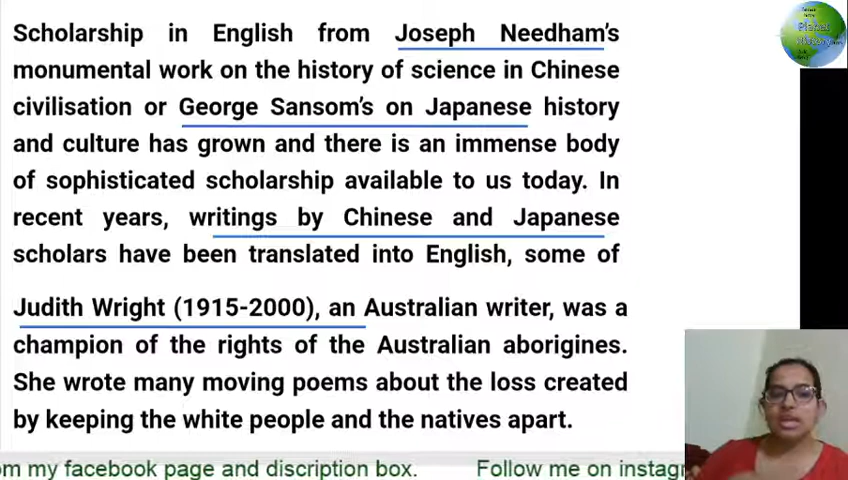 Scholarship in English from Joseph Needham's
monumental work on the history of science in Chinese
civilisation or George Sansom's on Japanese history
and culture has grown and there is an immense body
of sophisticated scholarship available to us today. In
recent years, writings by Chinese and Japanese
scholars have been translated into English, some of
Judith Wright (1915-2000), an Australian writer, was a
champion of the rights of the Australian aborigines.
She wrote many moving poems about the loss created
by keeping the white people and the natives apart.
om my facebook page and discription box. Follow me on instagr